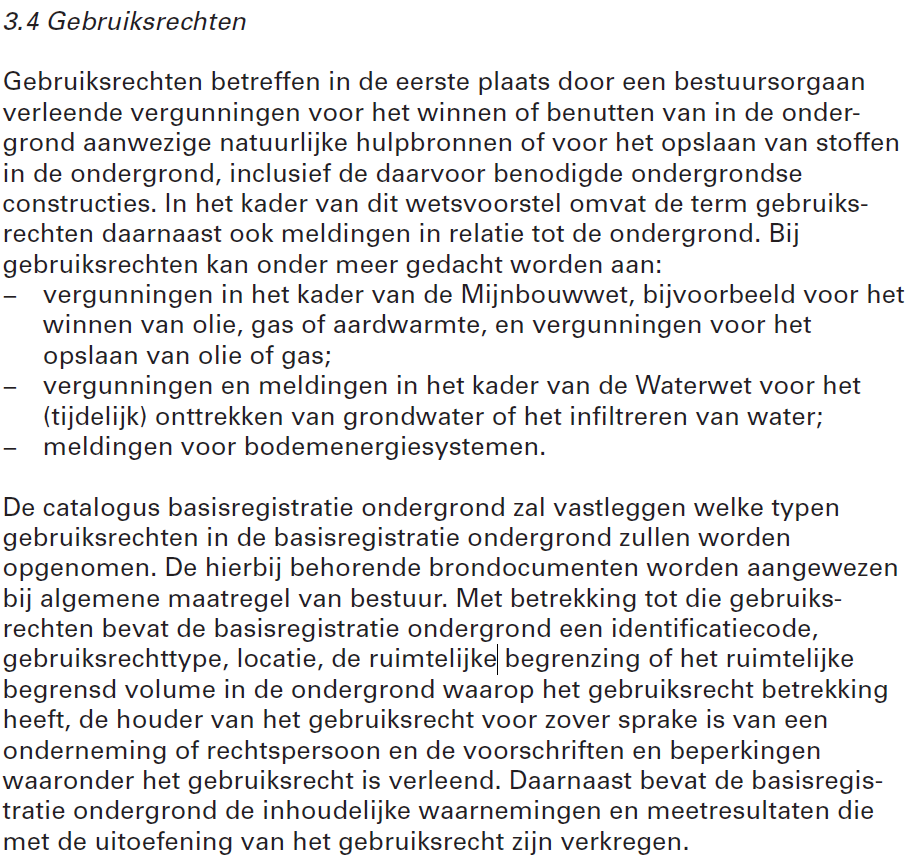 3.4 Gebruiksrechten
Gebruiksrechten betreffen in de eerste plaats door een bestuursorgaan
verleende vergunningen voor het winnen of benutten van in de onder-
grond aanwezige natuurlijke hulpbronnen of voor het opslaan van stoffen
in de ondergrond, inclusief de daarvoor benodigde ondergrondse
constructies. In het kader van dit wetsvoorstel omvat de term gebruiks-
rechten daarnaast ook meldingen in relatie tot de ondergrond. Bij
gebruiksrechten kan onder meer gedacht worden aan:
– vergunningen in het kader van de Mijnbouwwet, bijvoorbeeld voor het
winnen van olie, gas of aardwarmte, en vergunningen voor het
opslaan van olie of gas;
– vergunningen en meldingen in het kader van de Waterwet voor het
(tijdelijk) onttrekken van grondwater of het infiltreren van water;
– meldingen voor bodemenergiesystemen.
De catalogus basisregistratie ondergrond zal vastleggen welke typen
gebruiksrechten in de basisregistratie ondergrond zullen worden
opgenomen. De hierbij behorende brondocumenten worden aangewezen
bij algemene maatregel van bestuur. Met betrekking tot die gebruiks-
rechten bevat de basisregistratie ondergrond een identificatiecode,
gebruiksrechttype, locatie, de ruimtelijke begrenzing of het ruimtelijke
begrensd volume in de ondergrond waarop het gebruiksrecht betrekking
heeft, de houder van het gebruiksrecht voor zover sprake is van een
onderneming of rechtspersoon en de voorschriften en beperkingen
waaronder het gebruiksrecht is verleend. Daarnaast bevat de basisregis-
tratie ondergrond de inhoudelijke waarnemingen en meetresultaten die
met de uitoefening van het gebruiksrecht zijn verkregen.